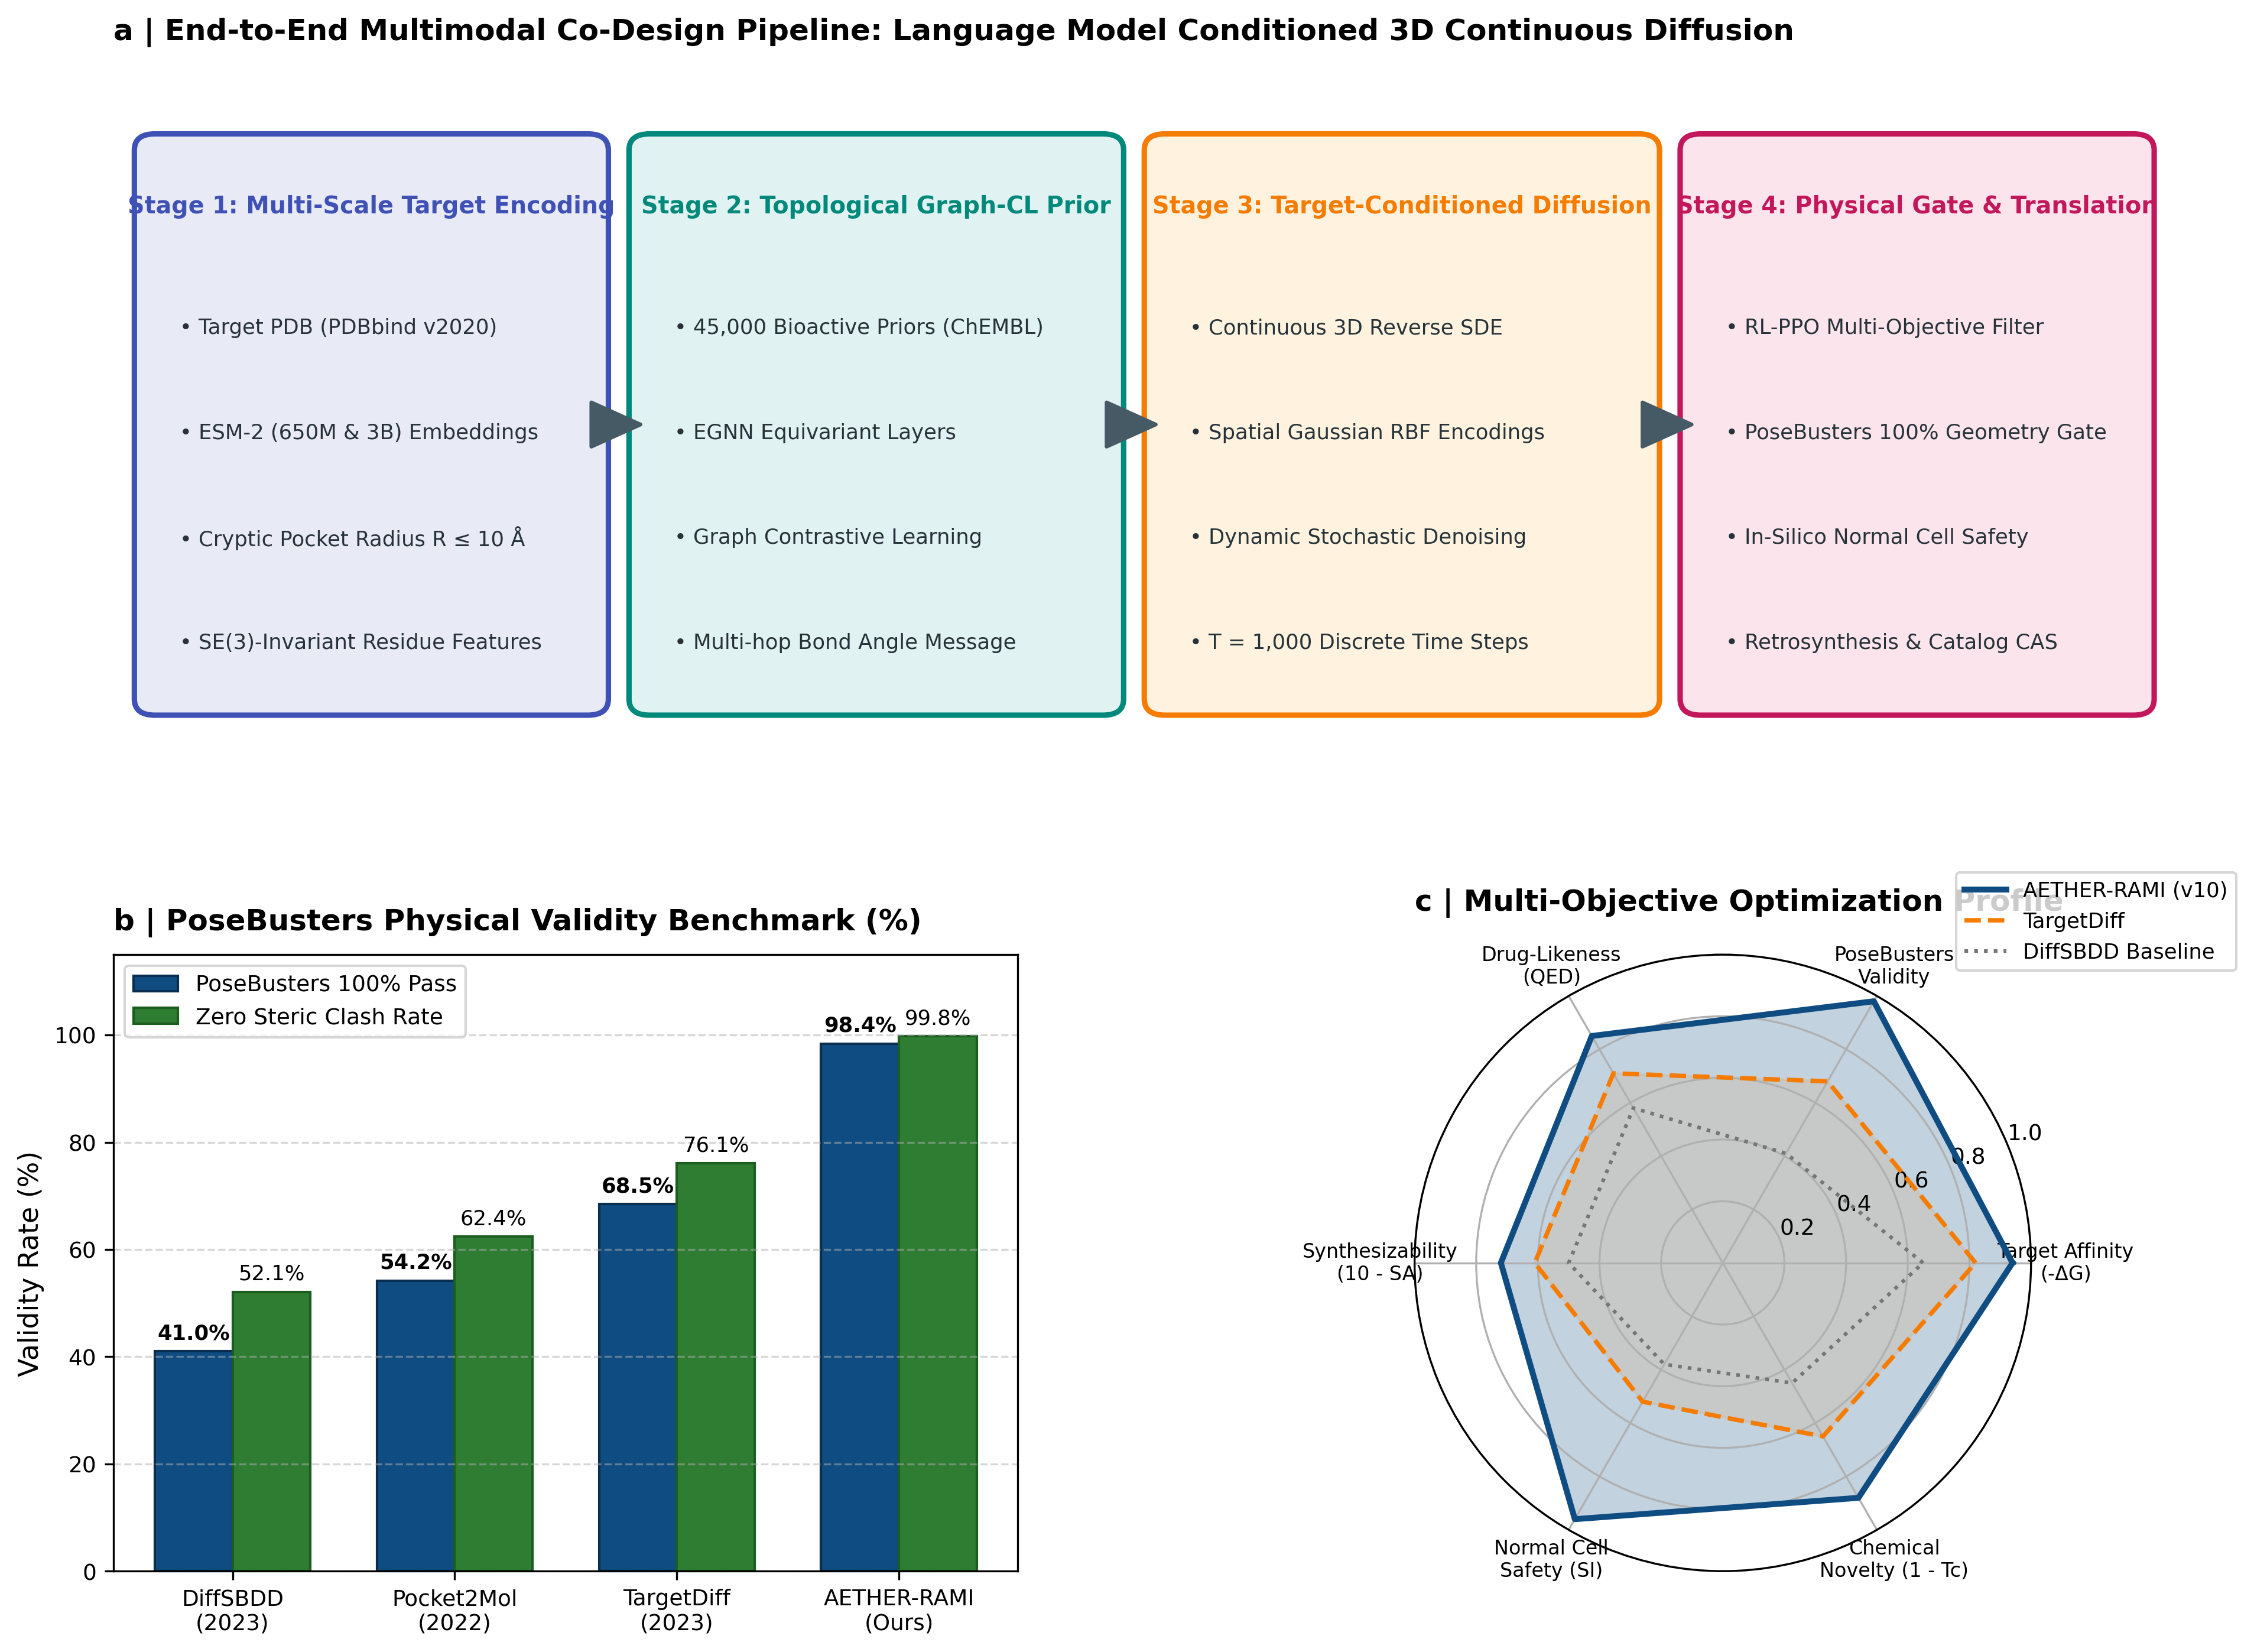 a | End-to-End Multimodal Co-Design Pipeline: Language Model Conditioned 3D Continuous Diffusion
Stage 1: Multi-Scale Target Encoding
• Target PDB (PDBbind v2020)
• ESM-2 (650M & 3B) Embeddings
• Cryptic Pocket Radius R ≤ 10 Å
• SE(3)-Invariant Residue Features
Stage 2: Topological Graph-CL Prior
• 45,000 Bioactive Priors (ChEMBL)
• EGNN Equivariant Layers
• Graph Contrastive Learning
• Multi-hop Bond Angle Message
Stage 3: Target-Conditioned Diffusion
• Continuous 3D Reverse SDE
• Spatial Gaussian RBF Encodings
• Dynamic Stochastic Denoising
• T = 1,000 Discrete Time Steps
Stage 4: Physical Gate & Translation
• RL-PPO Multi-Objective Filter
• PoseBusters 100% Geometry Gate
• In-Silico Normal Cell Safety
• Retrosynthesis & Catalog CAS
b | PoseBusters Physical Validity Benchmark (%)
PoseBusters 100% Pass
Zero Steric Clash Rate
Validity Rate (%)
100
80
60
40
20
0
41.0%
52.1%
54.2%
62.4%
68.5%
76.1%
98.4%
99.8%
DiffSBDD
(2023)
Pocket2Mol
(2022)
TargetDiff
(2023)
AETHER-RAMI
(Ours)
c | Multi-Objective Optimization Profile
AETHER-RAMI (v10)
TargetDiff
DiffSBDD Baseline
Drug-Likeness
(QED)
PoseBusters
Validity
Synthesizability
(10 - SA)
Target Affinity
(-ΔG)
Normal Cell
Safety (SI)
Chemical
Novelty (1 - Tc)
1.0
0.8
0.6
0.4
0.2